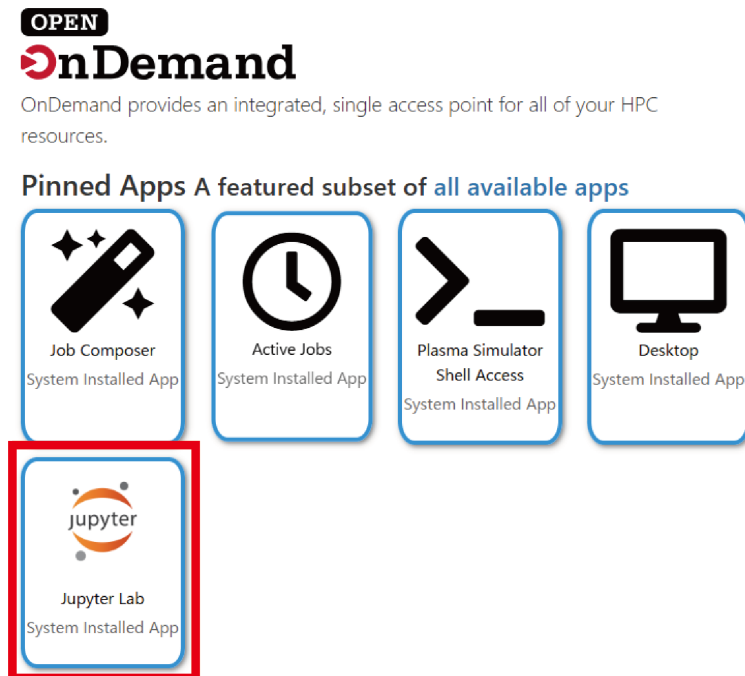 OPEN
OnDemand
OnDemand provides an integrated, single access point for all of your HPC
resources.
Pinned Apps A featured subset of all available apps
Job Composer
System Installed App
Active Jobs
System Installed App
Plasma Simulator
Shell Access
System Installed App
Desktop
System Installed App
jupyter
Jupyter Lab
System Installed App